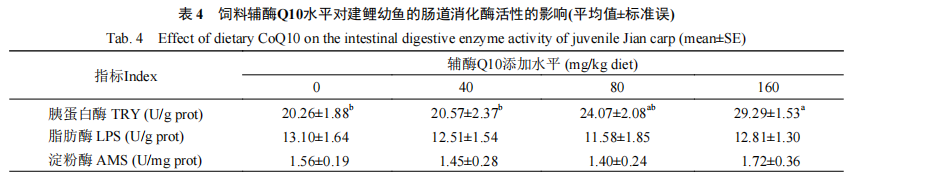 表 4 饲料辅酶Q10水平对建鲤幼鱼的肠道消化酶活性的影响(平均值±标准误)
Tab. 4 Effect of dietary CoQ10 on the intestinal digestive enzyme activity of juvenile Jian carp (mean±SE)
指标Index 辅酶Q10添加水平 (mg/kg diet)
0 40 80 160
胰蛋白酶 TRY (U/g prot) 20.26±1.88b 20.57±2.37b 24.07±2.08ab 29.29±1.53a
脂肪酶 LPS (U/g prot) 13.10±1.64 12.51±1.54 11.58±1.85 12.81±1.30
淀粉酶 AMS (U/mg prot) 1.56±0.19 1.45±0.28 1.40±0.24 1.72±0.36